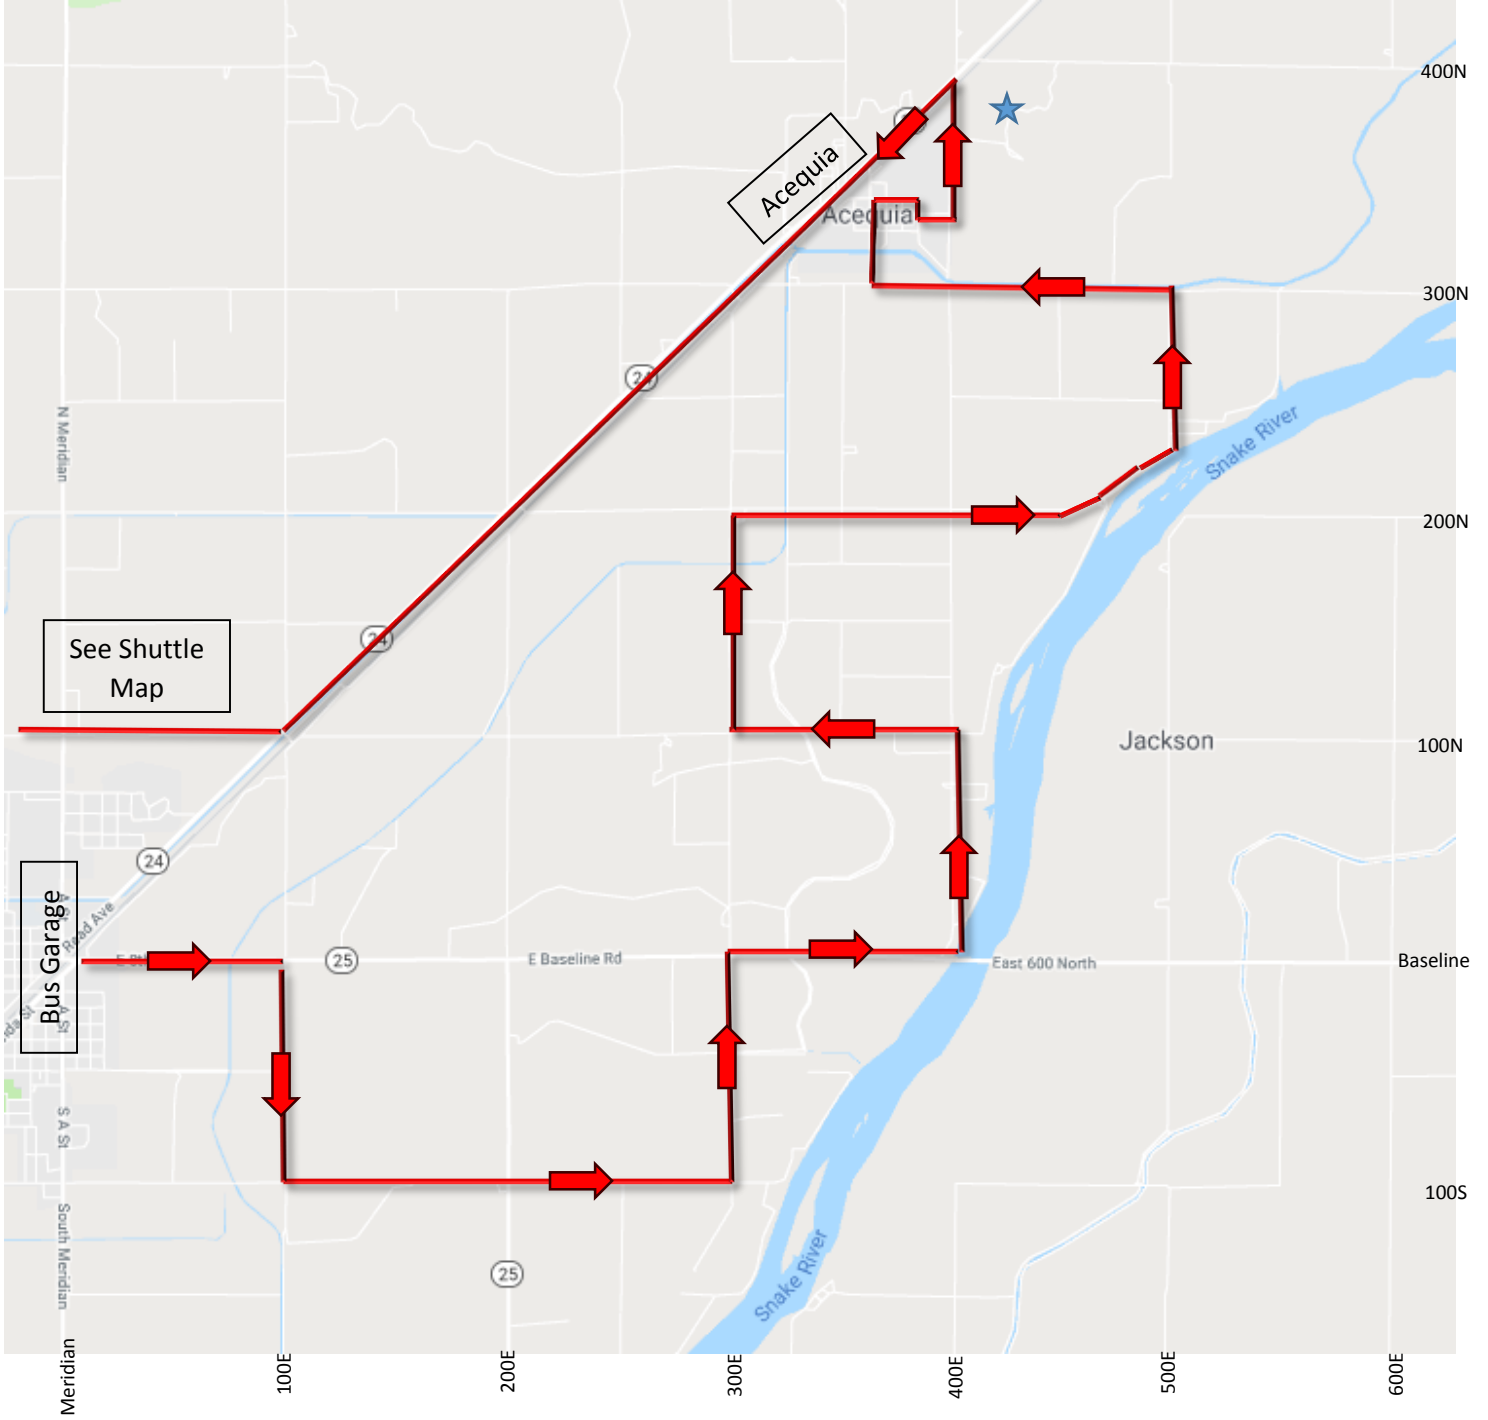 400N
Acequia
Acequia
300N
N Meridian
24
Snake River
200N
See Shuttle
Map
24
Jackson
100N
24
Bus Garage
Read Ave
25
E Baseline Rd
East 600 North
Baseline
A St
S A St
100S
South Meridian
25
Snake River
Meridian
100E
200E
300E
400E
500E
600E